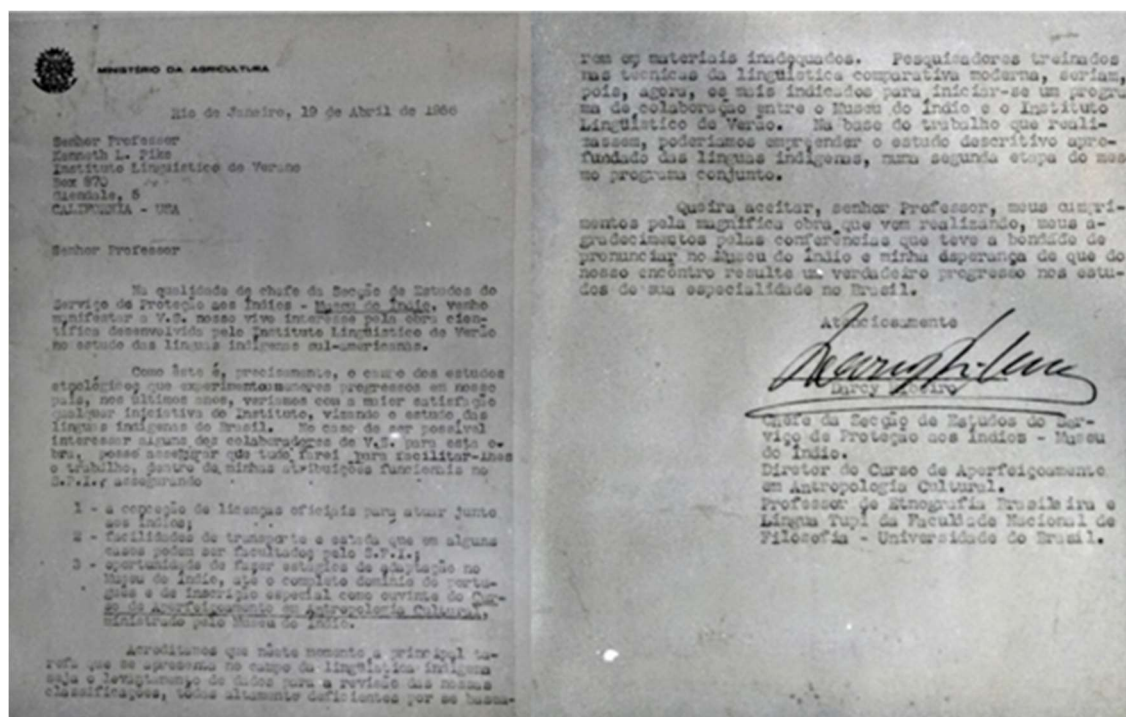 MINISTÉRIO DA AGRICULTURA
Rio de Janeiro, 19 de Abril de 1956
Senhor Professor
Kenneth L. Pike
Instituto Linguistico de Verano
Box 870
Glendale, 5
CALIFORNIA - USA
Senhor Professor
Na qualidade de chefe da Secção de Estudos do
Serviço de Proteção aos Índios - Museu do Índio, venho
manifestar a V.S. nosso vivo interesse pela obra cien-
tífica desenvolvida pelo Instituto Linguistico de Verão
no estudo das linguas indígenas sul-americanas.
Como êste é, precisamente, o campo dos estudos
etnológicos que experimentou menores progressos em nosso
país, nos últimos anos, veríamos com a maior satisfação
qualquer iniciativa do Instituto, visando o estudo das
línguas indígenas do Brasil. No caso de ser possível
interessar alguns dos colaboradores de V.S. para esta o-
bra, posso assegurar que tudo farei para facilitar-lhes
o trabalho, dentro da minhas atribuições funcionais no
S.P.I., assegurando
1 - a conceção de licenças oficiais para atuar junto
aos índios;
2 - facilidades de transporte e estada que em alguns
casos podem ser facultados pelo S.P.I.;
3 - oportunidade de fazer estágios de adaptação no
Museu do Índio, até o completo domínio do portu-
guês e de inscrição especial como ouvinte do Cur-
so de Aperfeiçoamento em Antropologia Cultural,
ministrado pelo Museu do Índio.
Acreditamos que nêste momento a principal ta-
refa que se apresenta no campo da linguística indígena
seja o levantamento de dados para a revisão das nossas
classificações, todas altamente deficientes por se basea-
rem em materiais inadequados. Pesquisadores treinados
nas tecnicas da linguística comparativa moderna, seriam,
pois, agora, os mais indicados para iniciar-se um progra
ma de colaboração entre o Museu do Índio e o Instituto
Lingüístico de Verão. Na base do trabalho que reali-
zassem, poderíamos empreender o estudo descritivo apro-
fundado das línguas indígenas, numa segunda etapa do mes
mo programa conjunto.
Queira aceitar, senhor Professor, meus cumpri-
mentos pela magnífica obra que vem realizando, meus a-
gradecimentos pelas conferências que teve a bondade de
pronunciar no Museu do Índio e minha esperança de que do
nosso encontro resulte um verdadeiro progresso nos estu-
dos de sua especialidade no Brasil.
Atenciosamente
Darcy Ribeiro
Chefe da Secção de Estudos do Ser-
viço de Proteção aos Índios - Museu
do Índio.
Diretor do Curso de Aperfeiçoamento
em Antropologia Cultural.
Professor de Etnografia Brasileira e
Língua Tupi da Faculdade Nacional de
Filosofia - Universidade do Brasil.